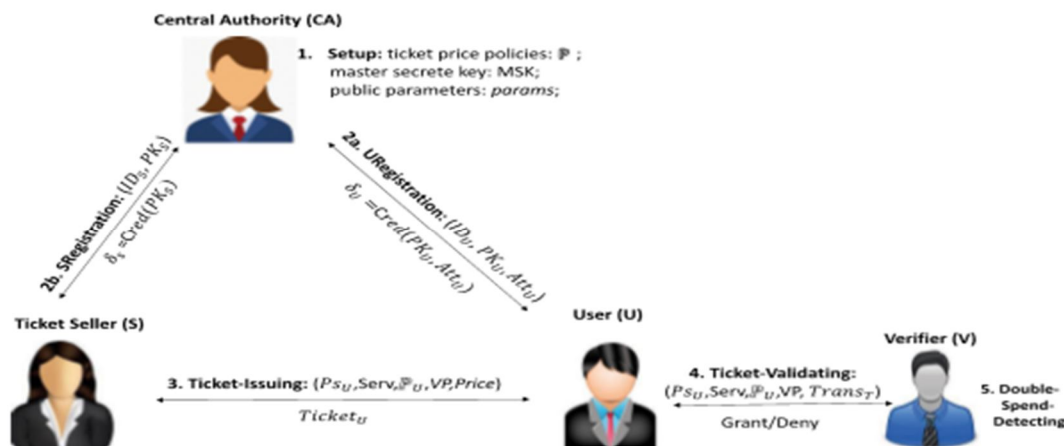 Central Authority (CA)
1. Setup: ticket price policies: ℙ ;
master secrete key: MSK;
public parameters: params;
2b. SRegistration: (ID_S, PK_S)
δ_s =Cred(PK_S)
2a. URegistration: (ID_U, PK_U, Att_U)
δ_U =Cred(PK_U, Att_U)
Ticket Seller (S)
User (U)
Verifier (V)
3. Ticket-Issuing: (Ps_U,Serv,ℙ_U,VP,Price)
Ticket_U
4. Ticket-Validating:
(Ps_U,Serv,ℙ_U,VP, Trans_T)
Grant/Deny
5. Double-
Spend-
Detecting